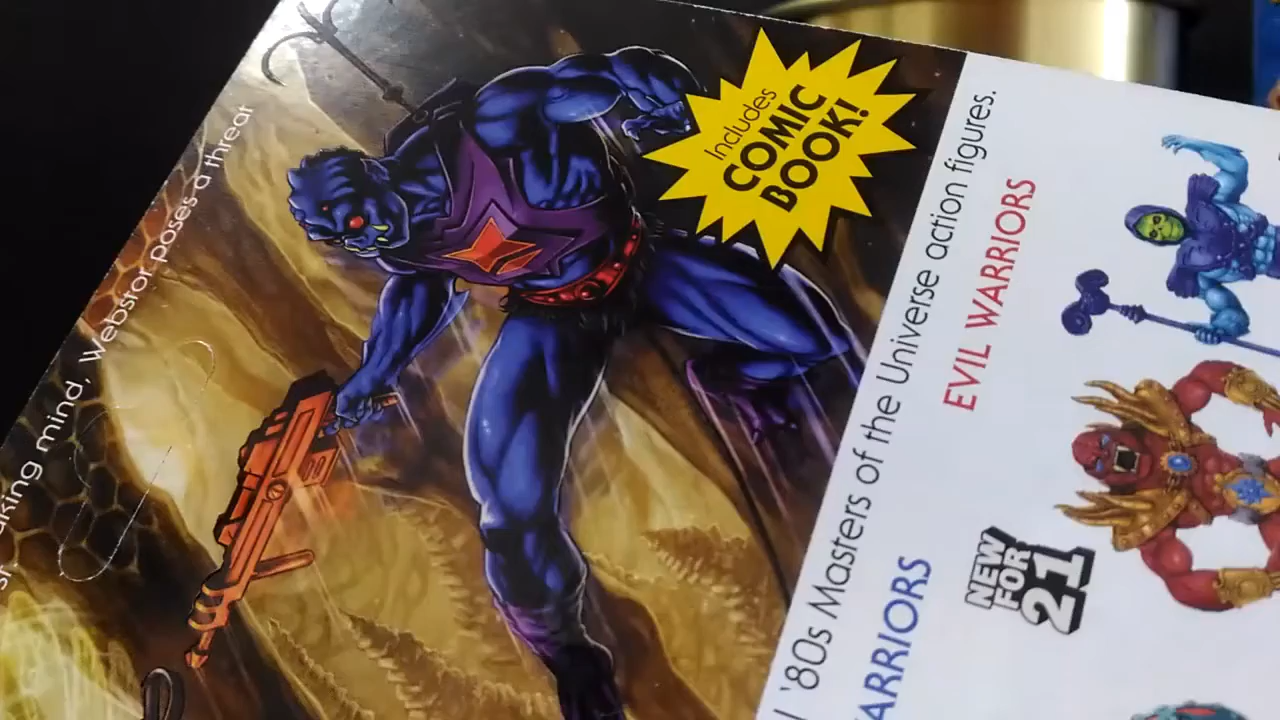 aking mind, Webstor poses a threat
Includes
COMIC
BOOK!
'80s Masters of the Universe action figures.
EVIL WARRIORS
ARRIORS
NEW
FOR
21